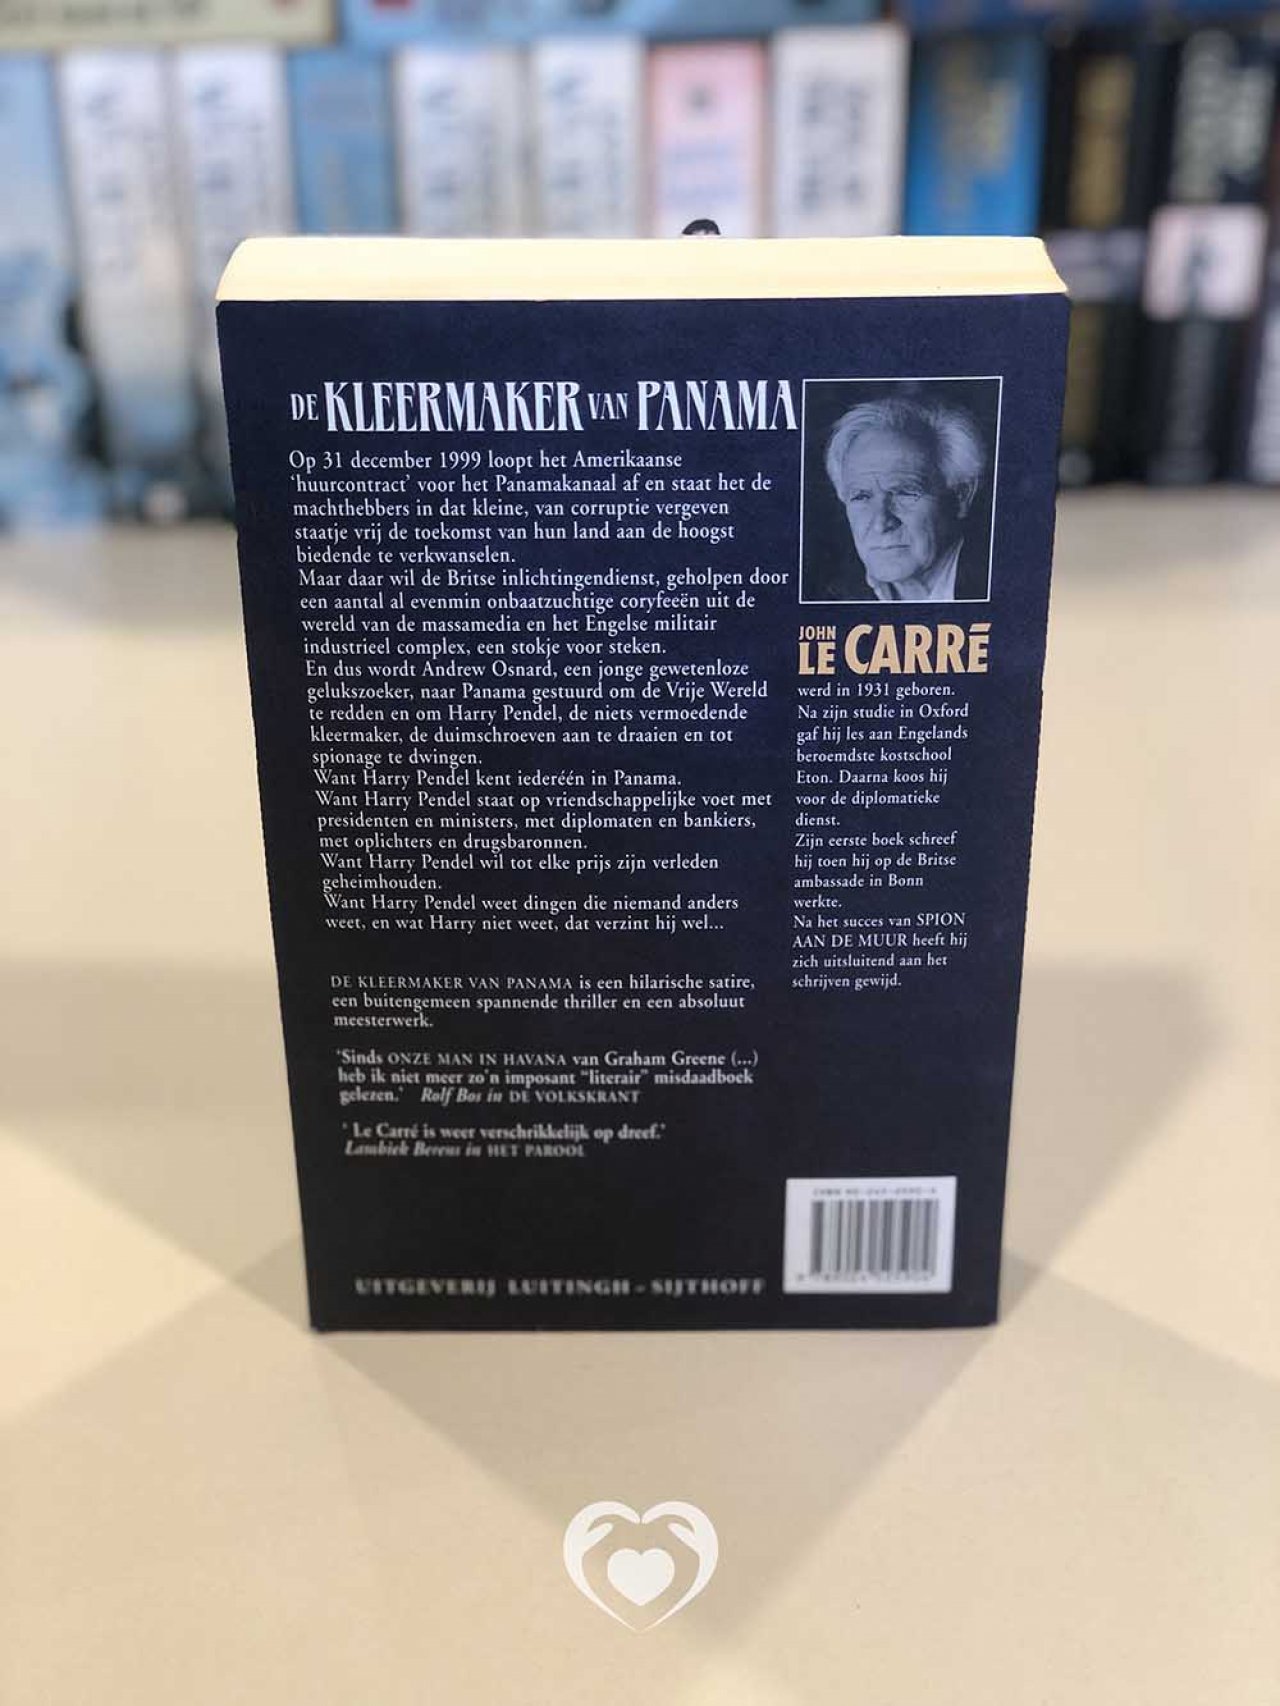 DE KLEERMAKER VAN PANAMA
Op 31 december 1999 loopt het Amerikaanse
‘huurcontract’ voor het Panamakanaal af en staat het de
machthebbers in dat kleine, van corruptie vergeven
staatje vrij de toekomst van hun land aan de hoogst
biedende te verkwanselen.
Maar daar wil de Britse inlichtingendienst, geholpen door
een aantal al evenmin onbaatzuchtige coryfeeën uit de
wereld van de massamedia en het Engelse militair
industrieel complex, een stokje voor steken.
En dus wordt Andrew Osnard, een jonge gewetenloze
gelukszoeker, naar Panama gestuurd om de Vrije Wereld
te redden en om Harry Pendel, de niets vermoedende
kleermaker, de duimschroeven aan te draaien en tot
spionage te dwingen.
Want Harry Pendel kent iederéén in Panama.
Want Harry Pendel staat op vriendschappelijke voet met
presidenten en ministers, met diplomaten en bankiers,
met oplichters en drugsbaronnen.
Want Harry Pendel wil tot elke prijs zijn verleden
geheimhouden.
Want Harry Pendel weet dingen die niemand anders
weet, en wat Harry niet weet, dat verzint hij wel...
DE KLEERMAKER VAN PANAMA is een hilarische satire,
een buitengemeen spannende thriller en een absoluut
meesterwerk.
‘Sinds ONZE MAN IN HAVANA van Graham Greene (...)
heb ik niet meer zo'n imposant “literair” misdaadboek
gelezen.’ Rolf Bos in DE VOLKSKRANT
‘ Le Carré is weer verschrikkelijk op dreef.’
Lambiek Berens in HET PAROOL
UITGEVERIJ LUITINGH - SIJTHOFF
JOHN
LE CARRÉ
werd in 1931 geboren.
Na zijn studie in Oxford
gaf hij les aan Engelands
beroemdste kostschool
Eton. Daarna koos hij
voor de diplomatieke
dienst.
Zijn eerste boek schreef
hij toen hij op de Britse
ambassade in Bonn
werkte.
Na het succes van SPION
AAN DE MUUR heeft hij
zich uitsluitend aan het
schrijven gewijd.